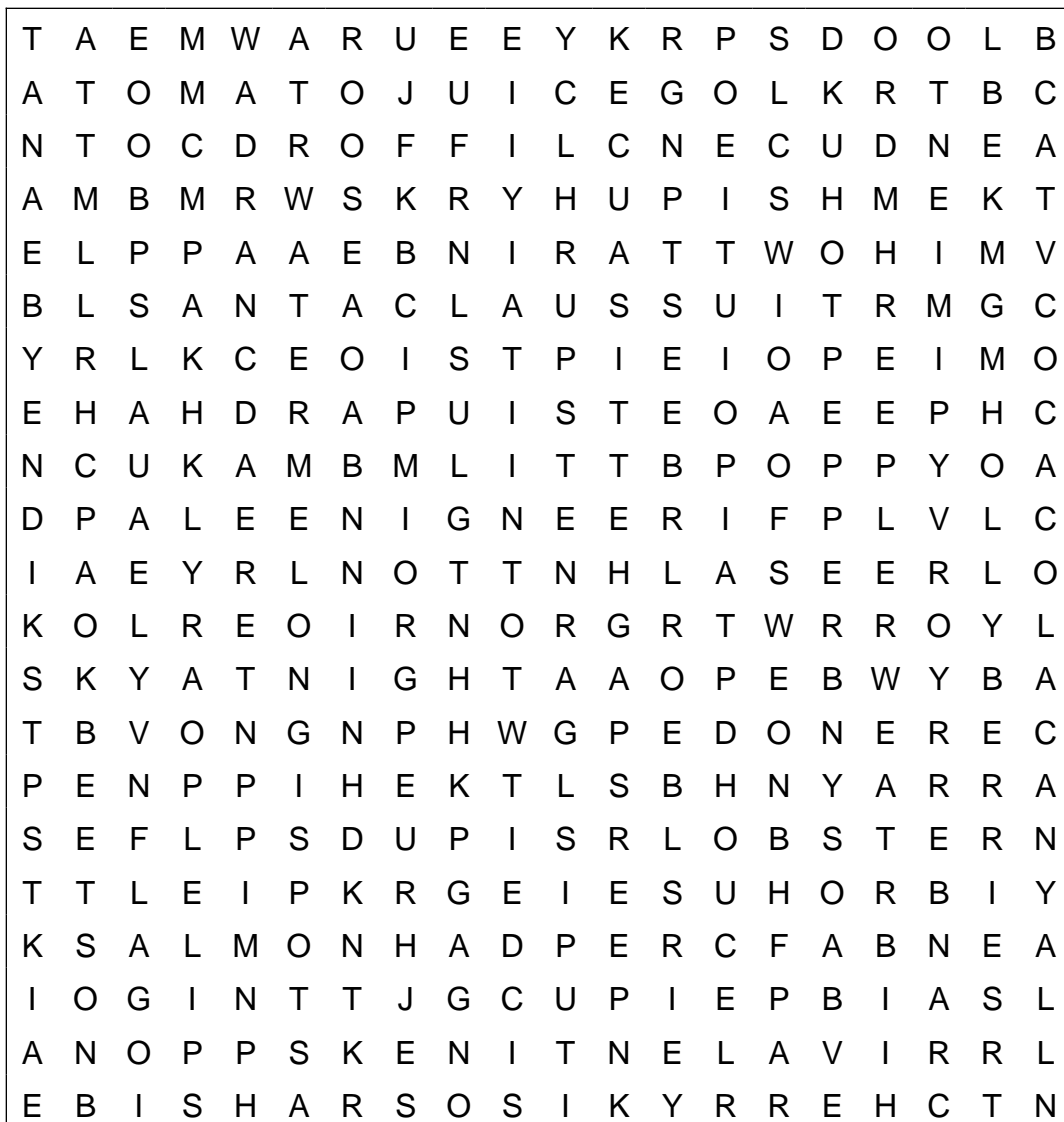 T A E M W A R U E E Y K R P S D O O L B
A T O M A T O J U I C E G O L K R T B C
N T O C D R O F F I L C N E C U D N E A
A M B M R W S K R Y H U P I S H M E K T
E L P P A A E B N I R A T T W O H I M V
B L S A N T A C L A U S S U I T R M G C
Y R L K C E O I S T P I E I O P E I M O
E H A H D R A P U I S T E O A E E P H C
N C U K A M B M L I T T B P O P P Y O A
D P A L E E N I G N E E R I F P L V L C
I A E Y R L N O T T N H L A S E E R L O
K O L R E O I R N O R G R T W R R O Y L
S K Y A T N I G H T A A O P E B W Y B A
T B V O N G N P H W G P E D O N E R E C
P E N P P I H E K T L S B H N Y A R R A
S E F L P S D U P I S R L O B S T E R N
T T L E I P K R G E I E S U H O R B I Y
K S A L M O N H A D P E R C F A B N E A
I O G I N T T J G C U P I E P B I A S L
A N O P P S K E N I T N E L A V I R R L
E B I S H A R S O S I K Y R R E H C T N